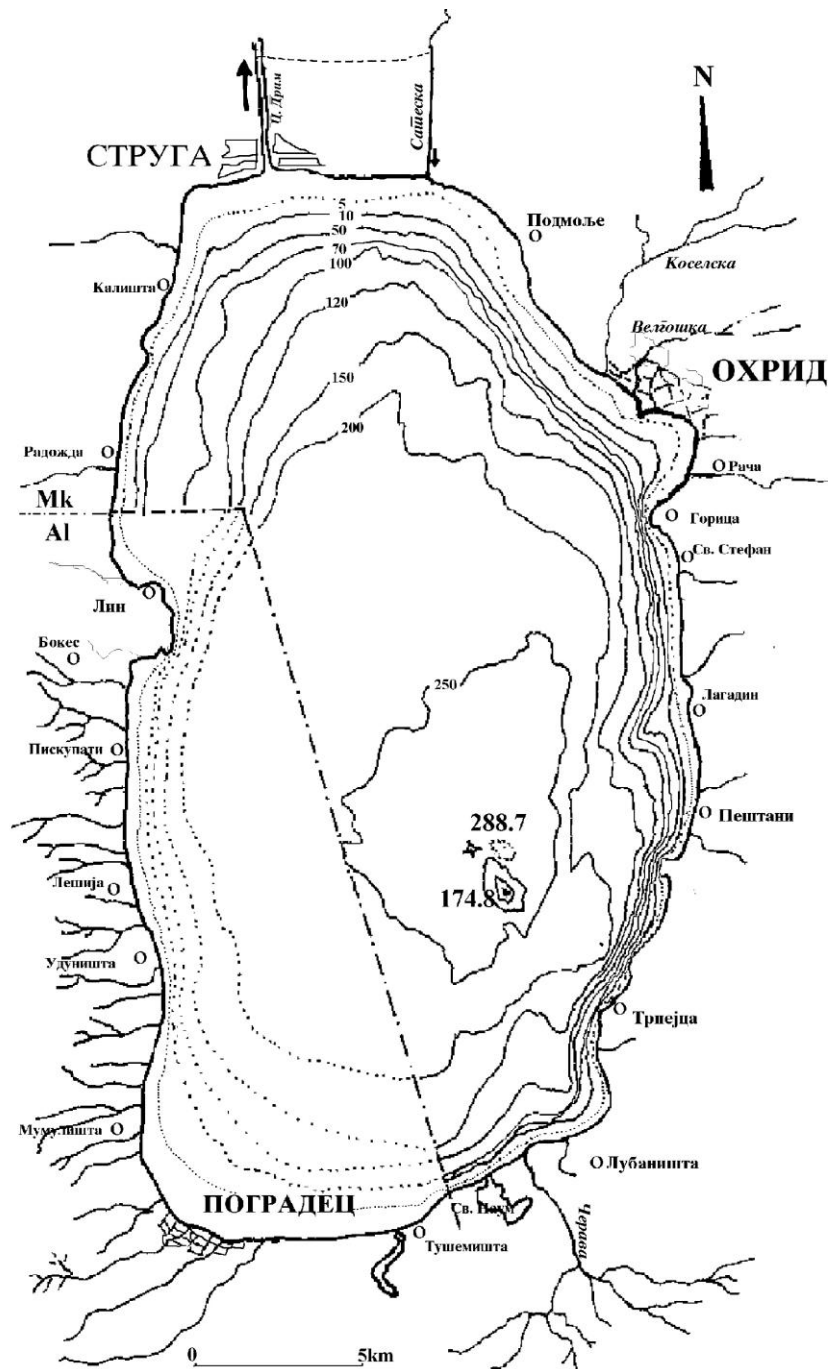 Ц. Дрим
Сатеска
N
СТРУГА
5
10
50
70
100
120
150
200
Подмоље
Калишта
Коселска
Велгошка
ОХРИД
Радожда
Рача
Mk
Al
Горица
Св. Стефан
Лин
Бокес
250
Лагадин
Пискупати
Пештани
288.7
174.8
Лешија
Удуништа
Трпејца
Мумулишта
Лубаништа
ПОГРАДЕЦ
Св. Наум
Черава
Тушемишта
0 5km